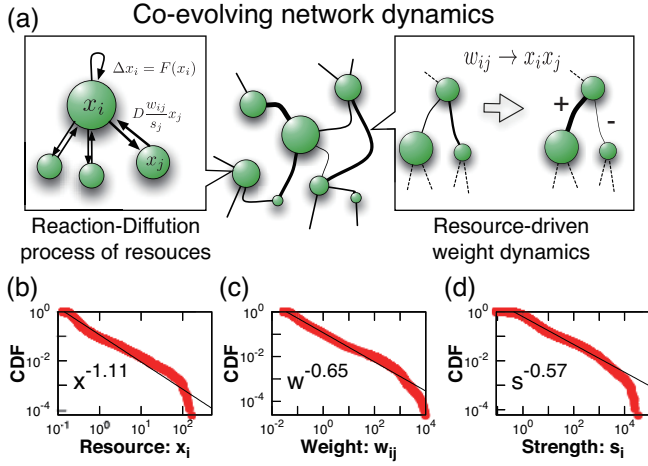 Co-evolving network dynamics
(a)
Δx_i = F(x_i)
x_i
D w_ij/s_j x_j
x_j
w_ij → x_i x_j
+
-
Reaction-Diffution
process of resouces
Resource-driven
weight dynamics
(b)
CDF
10^0
10^-2
10^-4
x^-1.11
10^-1 10^0 10^1 10^2
Resource: x_i
(c)
CDF
10^0
10^-2
10^-4
w^-0.65
10^0 10^2 10^4
Weight: w_ij
(d)
CDF
10^0
10^-2
10^-4
s^-0.57
10^0 10^2 10^4
Strength: s_i